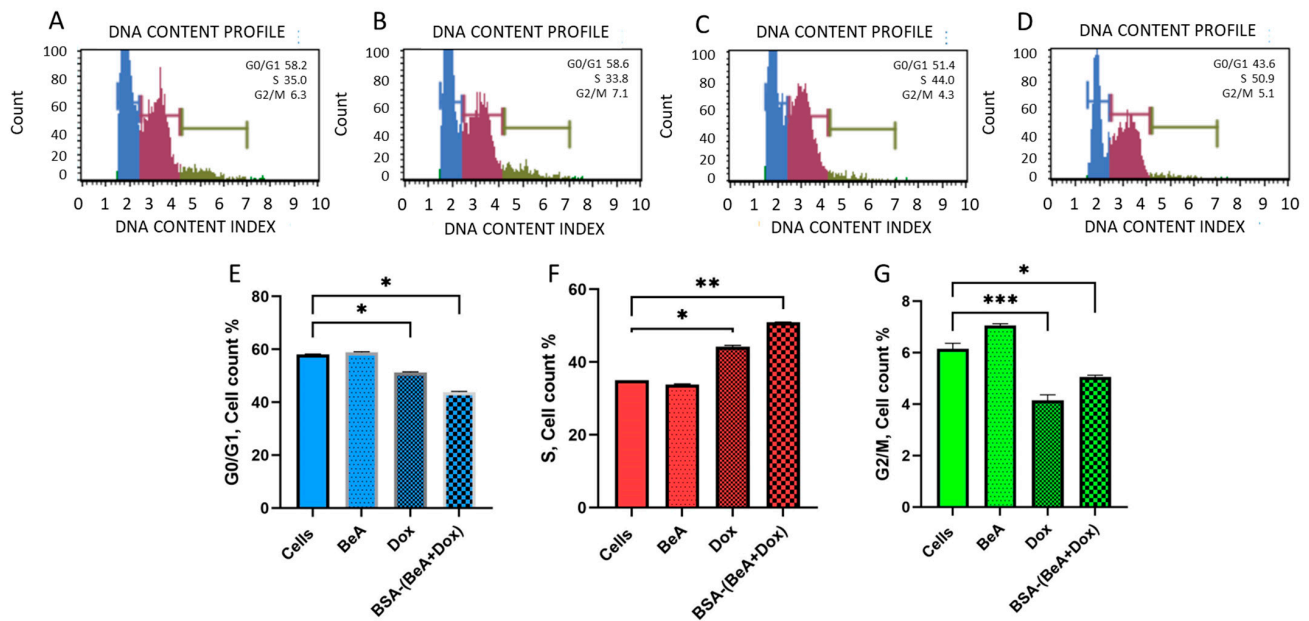 A
DNA CONTENT PROFILE
G0/G1 58.2
S 35.0
G2/M 6.3
Count
100
80
60
40
20
0
0 1 2 3 4 5 6 7 8 9 10
DNA CONTENT INDEX
B
DNA CONTENT PROFILE
G0/G1 58.6
S 33.8
G2/M 7.1
Count
100
80
60
40
20
0
0 1 2 3 4 5 6 7 8 9 10
DNA CONTENT INDEX
C
DNA CONTENT PROFILE
G0/G1 51.4
S 44.0
G2/M 4.3
Count
100
80
60
40
20
0
0 1 2 3 4 5 6 7 8 9 10
DNA CONTENT INDEX
D
DNA CONTENT PROFILE
G0/G1 43.6
S 50.9
G2/M 5.1
Count
100
80
60
40
20
0
0 1 2 3 4 5 6 7 8 9 10
DNA CONTENT INDEX
E
*
*
G0/G1, Cell count %
80
60
40
20
0
Cells
BeA
Dox
BSA-(BeA+Dox)
F
**
*
S, Cell count %
60
40
20
0
Cells
BeA
Dox
BSA-(BeA+Dox)
G
*
***
G2/M, Cell count %
8
6
4
2
0
Cells
BeA
Dox
BSA-(BeA+Dox)